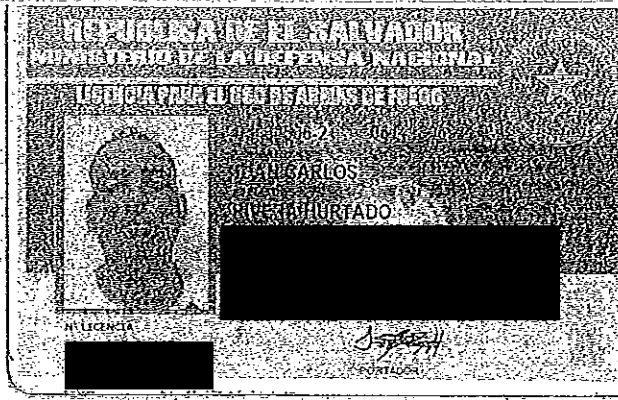 REPUBLICA DE EL SALVADOR
MINISTERIO DE LA DEFENSA NACIONAL
LICENCIA PARA EL USO DE ARMAS DE FUEGO
JUAN CARLOS
HURTADO
Nº LICENCIA
PORTADOR